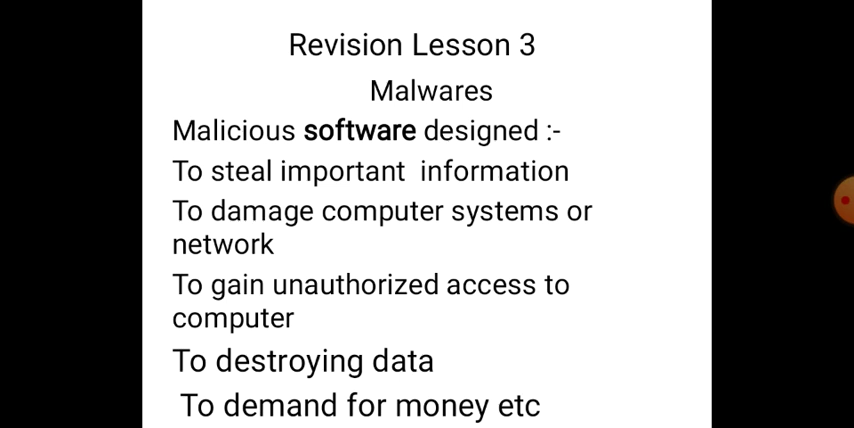 Revision Lesson 3
Malwares
Malicious software designed :-
To steal important  information
To damage computer systems or
network
To gain unauthorized access to
computer
To destroying data
To demand for money etc